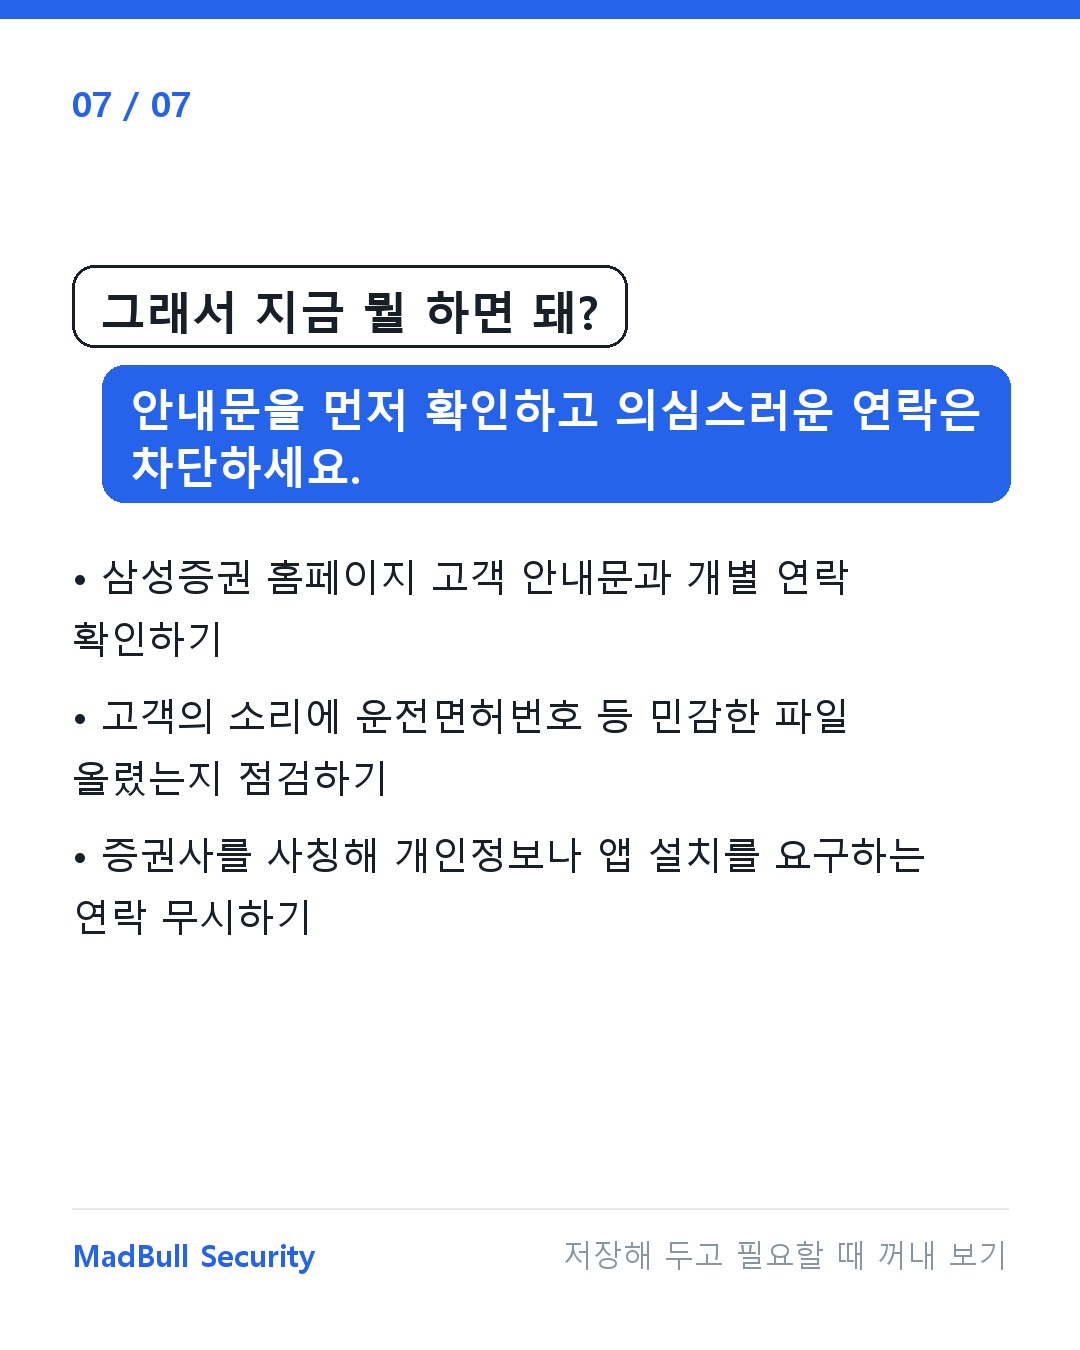 07 / 07
그래서 지금 뭘 하면 돼?
안내문을 먼저 확인하고 의심스러운 연락은
차단하세요.
• 삼성증권 홈페이지 고객 안내문과 개별 연락
확인하기
• 고객의 소리에 운전면허번호 등 민감한 파일
올렸는지 점검하기
• 증권사를 사칭해 개인정보나 앱 설치를 요구하는
연락 무시하기
MadBull Security
저장해 두고 필요할 때 꺼내 보기